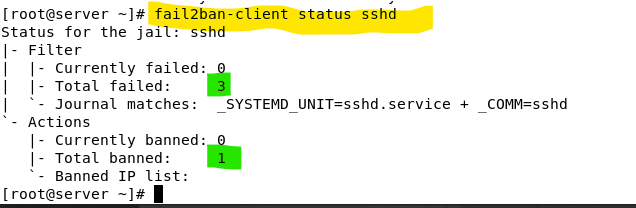 [root@server ~]# fail2ban-client status sshd
Status for the jail: sshd
|- Filter
|  |- Currently failed: 0
|  |- Total failed:     3
|  `- Journal matches:  _SYSTEMD_UNIT=sshd.service + _COMM=sshd
`- Actions
   |- Currently banned: 0
   |- Total banned:     1
   `- Banned IP list:
[root@server ~]#